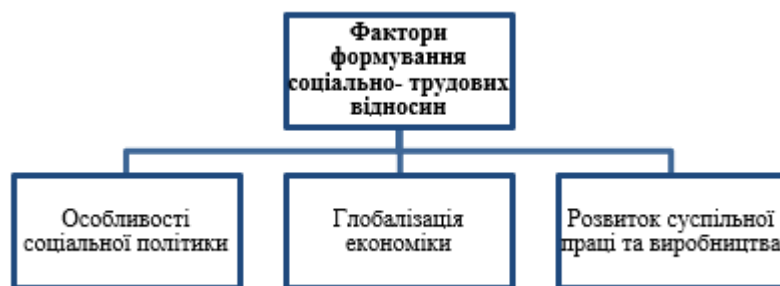 Фактори
формування
соціально- трудових
відносин
Особливості
соціальної політики
Глобалізація
економіки
Розвиток суспільної
праці та виробництва